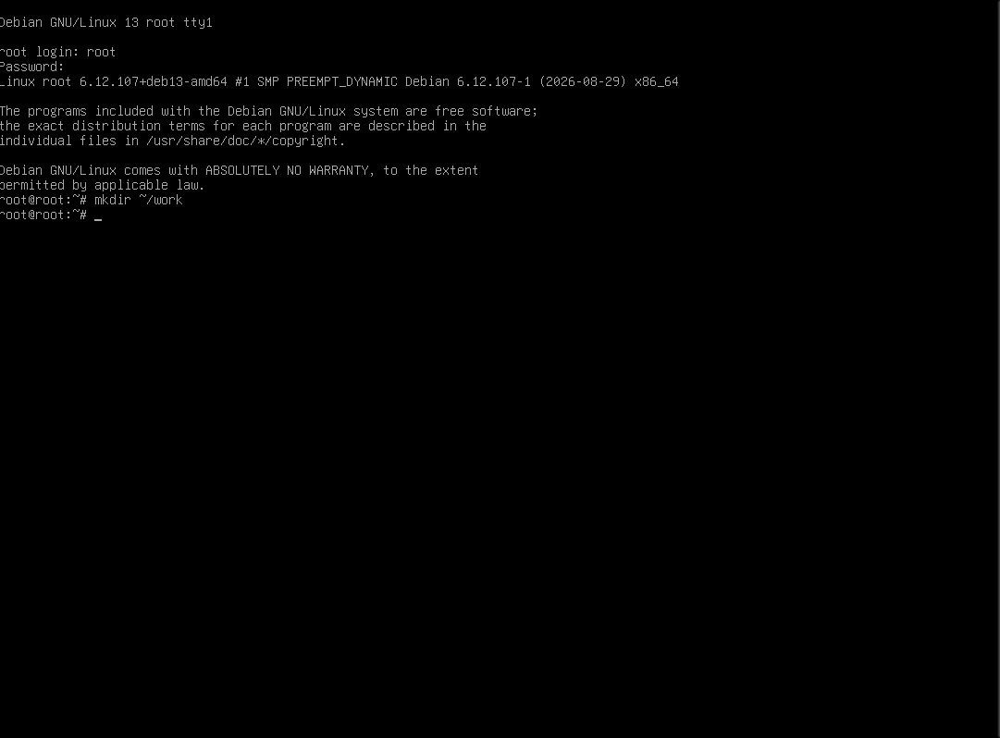 Debian GNU/Linux 13 root tty1
root login: root
Password:
Linux root 6.12.107+deb13-amd64 #1 SMP PREEMPT_DYNAMIC Debian 6.12.107-1 (2026-08-29) x86_64
The programs included with the Debian GNU/Linux system are free software;
the exact distribution terms for each program are described in the
individual files in /usr/share/doc/*/copyright.
Debian GNU/Linux comes with ABSOLUTELY NO WARRANTY, to the extent
permitted by applicable law.
root@root:~# mkdir ~/work
root@root:~# _